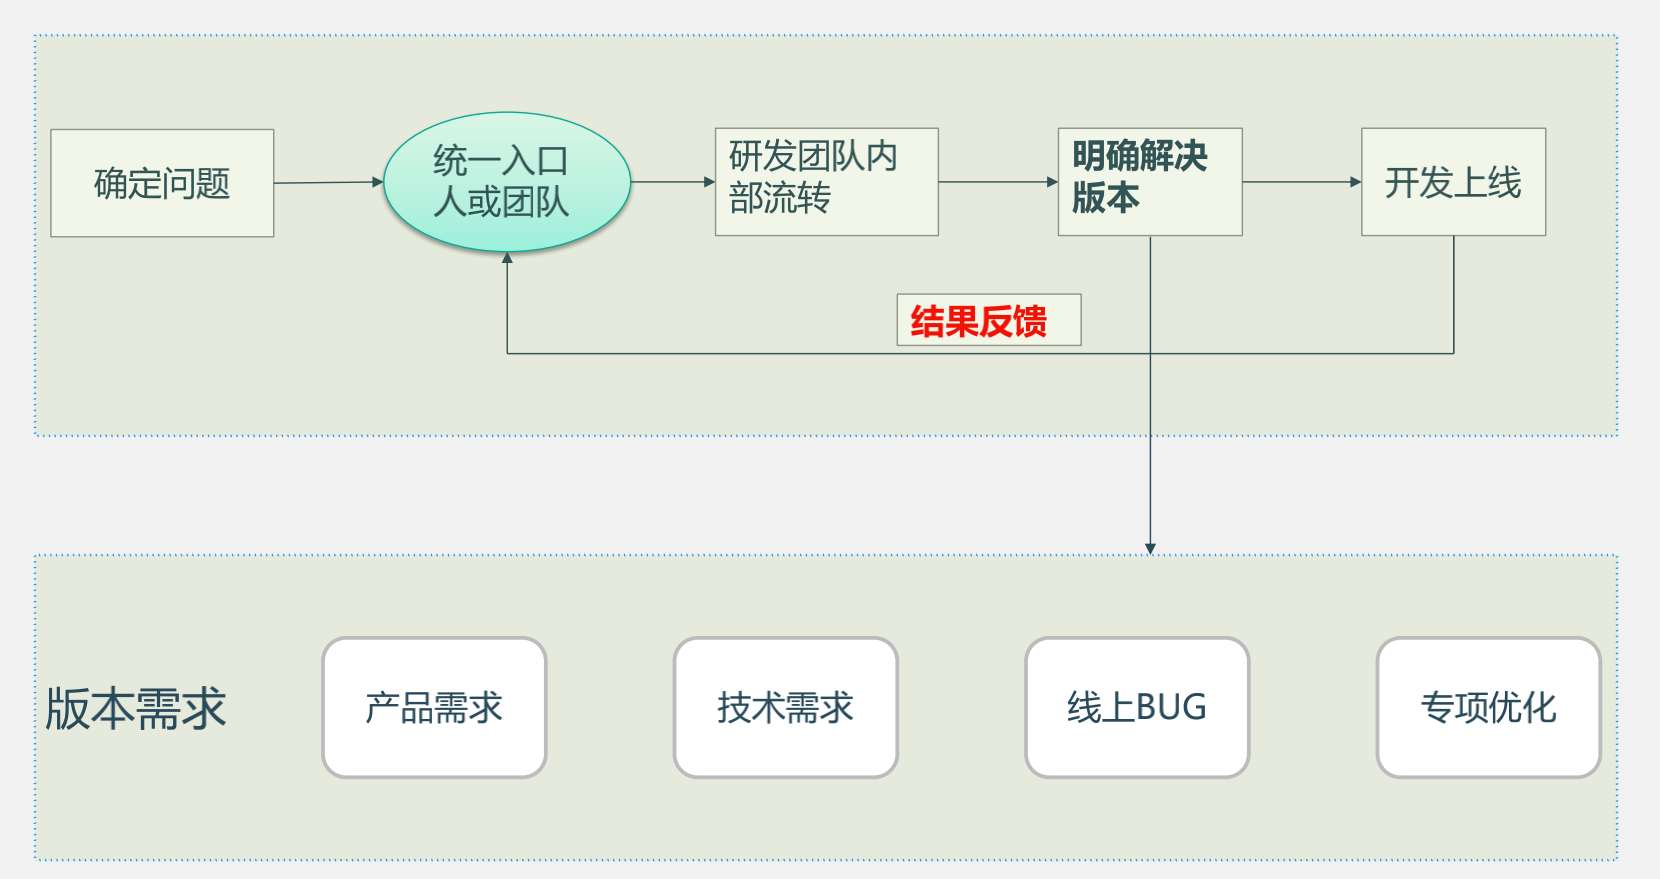 确定问题
统一入口
人或团队
研发团队内
部流转
明确解决
版本
开发上线
结果反馈
版本需求
产品需求
技术需求
线上BUG
专项优化